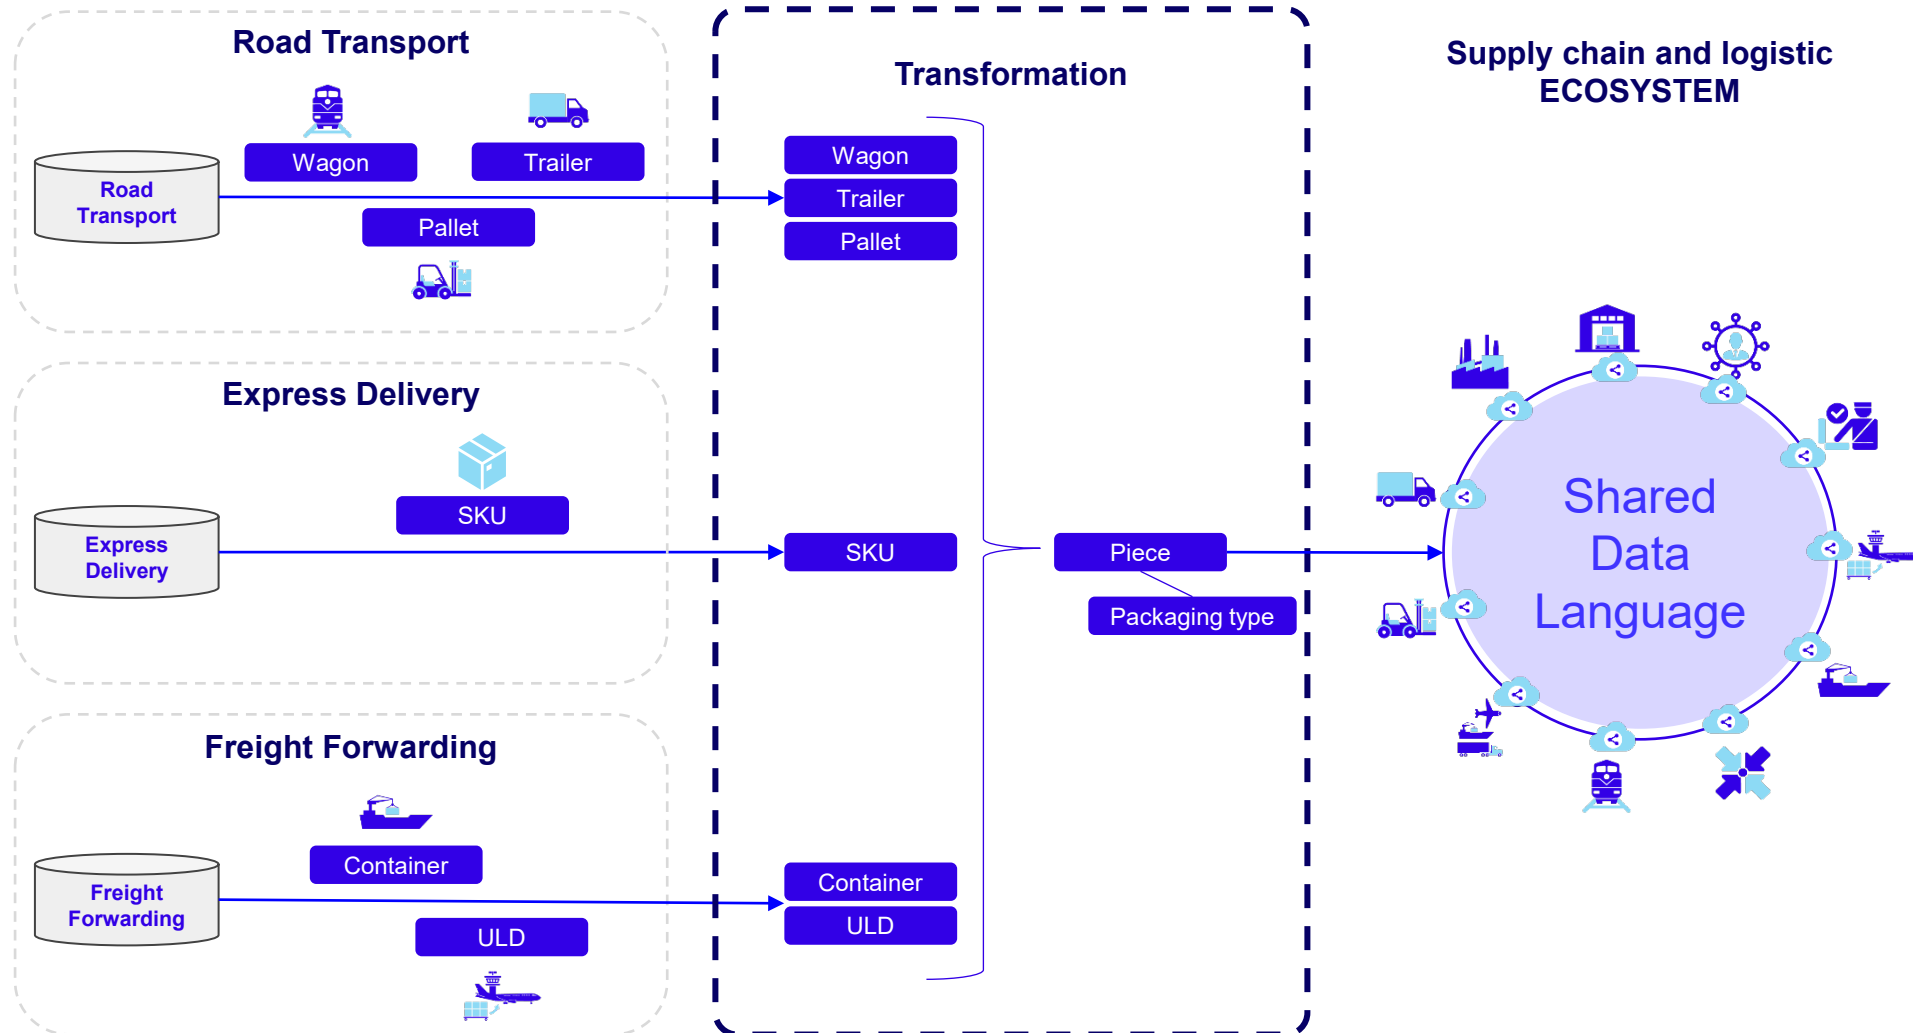 Road Transport
Wagon
Trailer
Road
Transport
Pallet
Express Delivery
SKU
Express
Delivery
Freight Forwarding
Container
Freight
Forwarding
ULD
Transformation
Wagon
Trailer
Pallet
SKU
Container
ULD
Piece
Packaging type
Supply chain and logistic
ECOSYSTEM
Shared
Data
Language